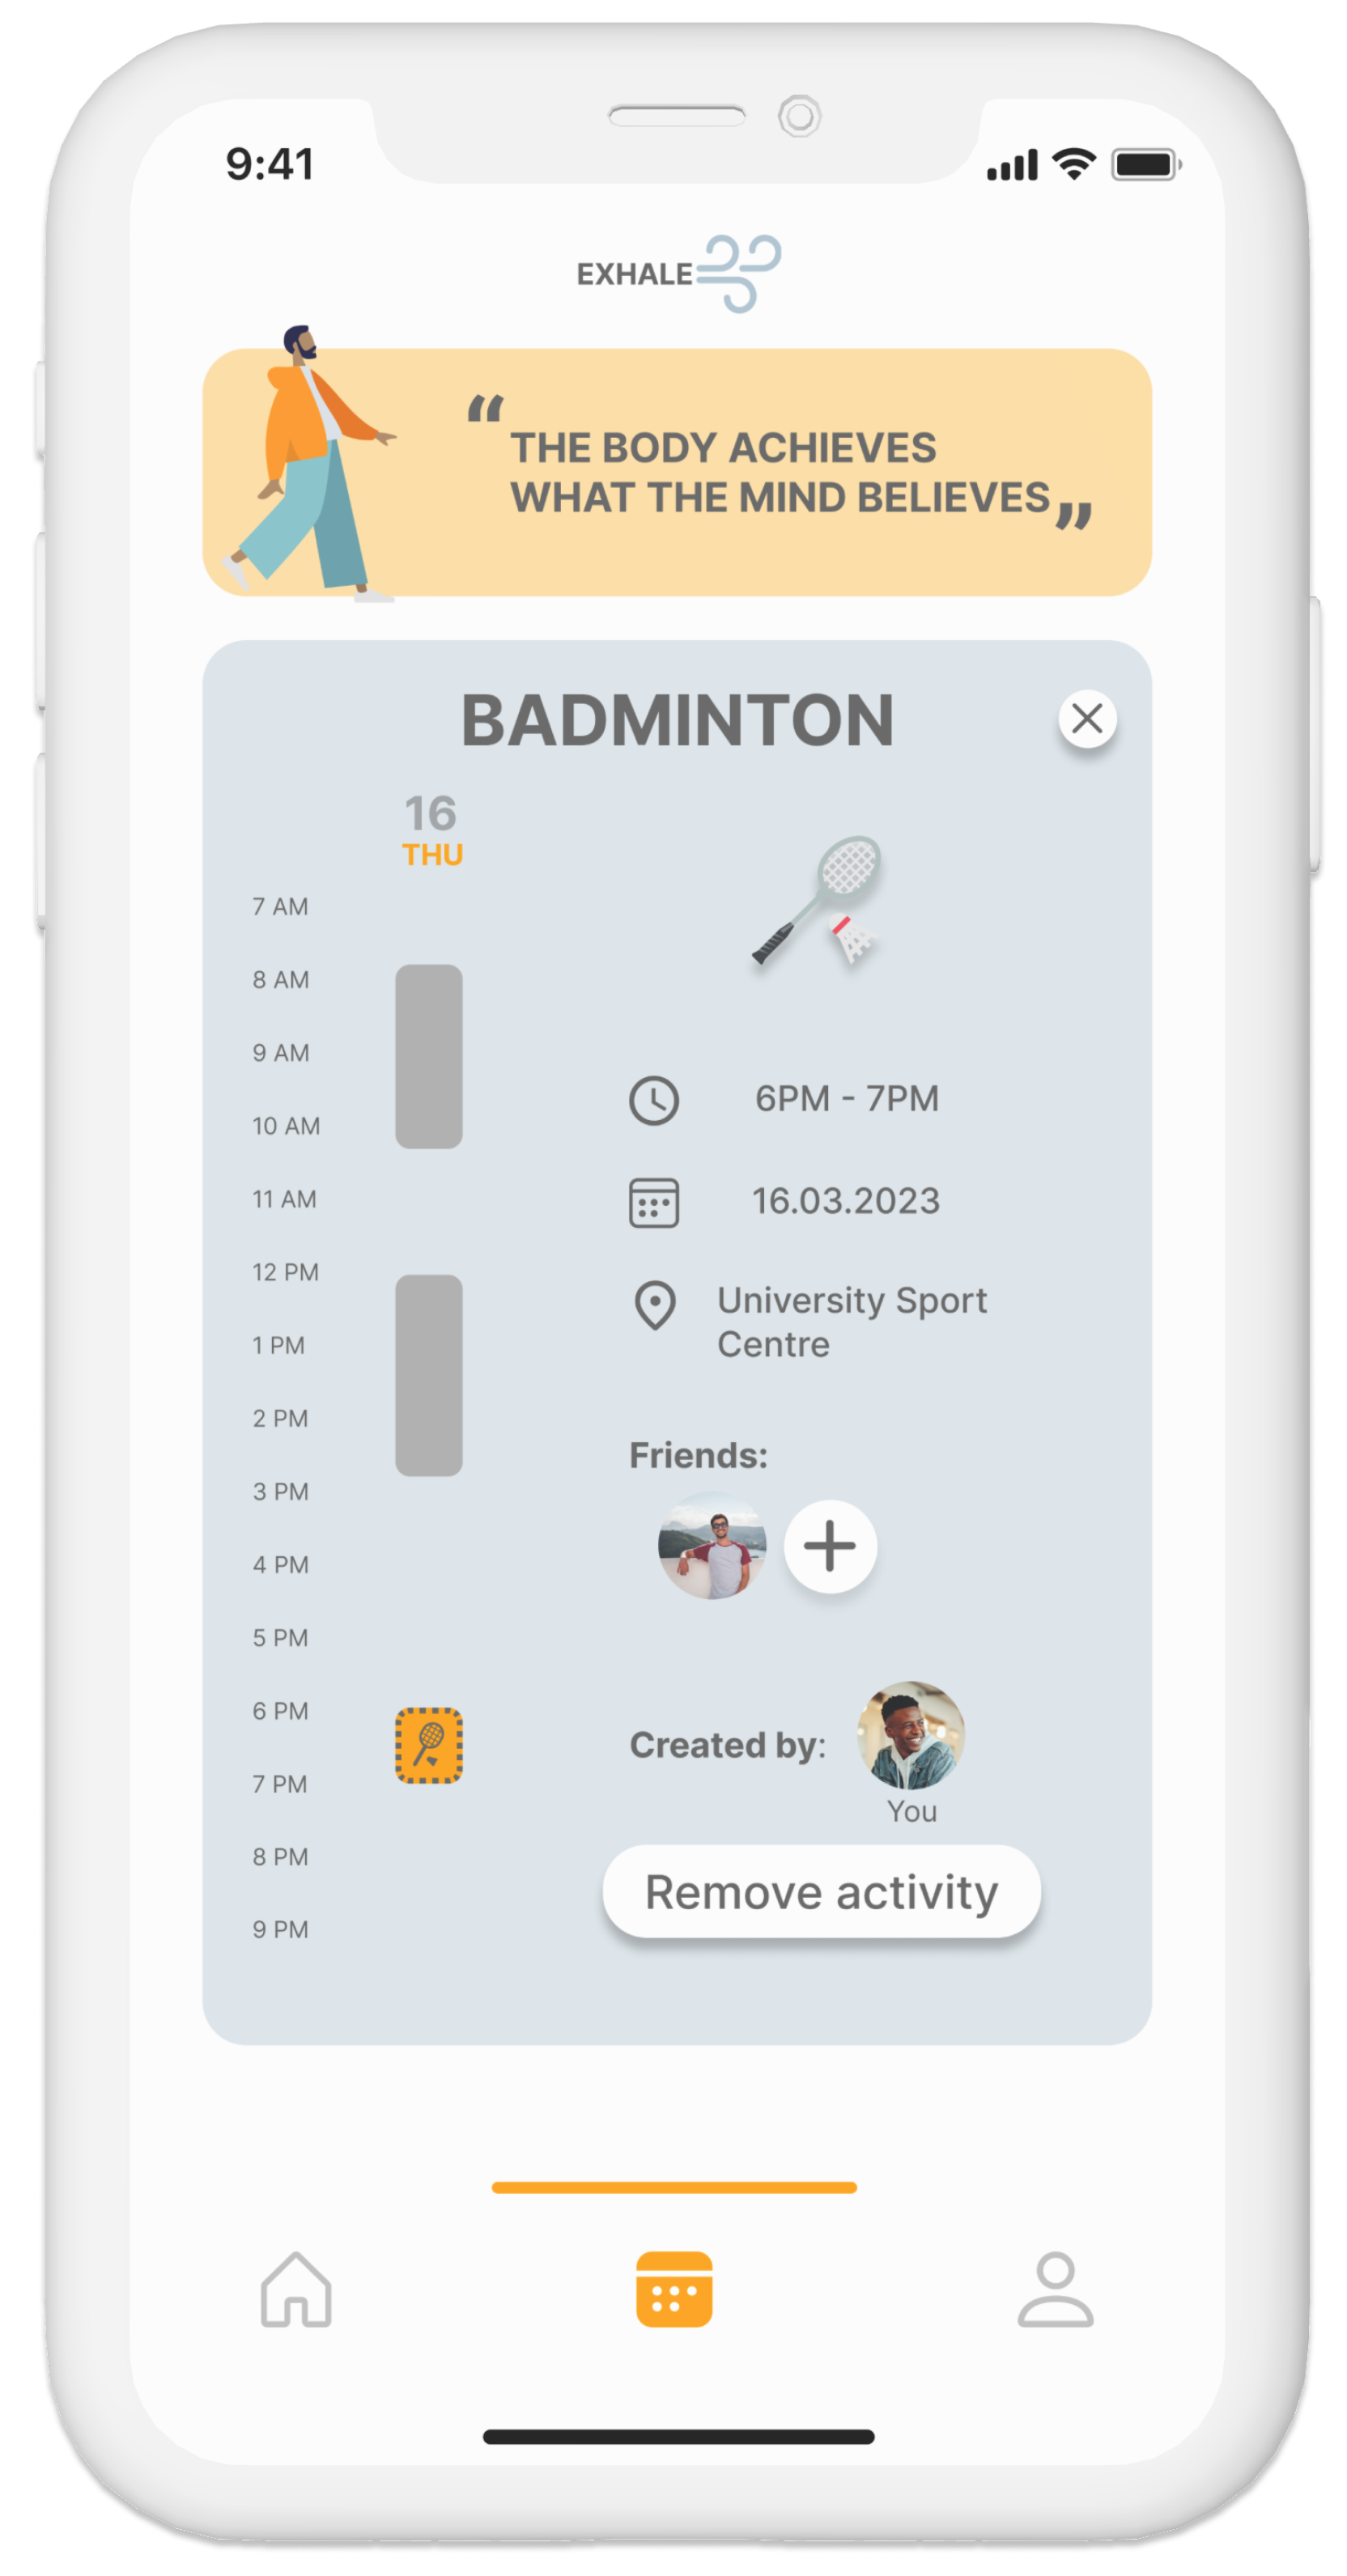 9:41
EXHALE
“THE BODY ACHIEVES
WHAT THE MIND BELIEVES„
BADMINTON
16
THU
7 AM
8 AM
9 AM
10 AM
11 AM
12 PM
1 PM
2 PM
3 PM
4 PM
5 PM
6 PM
7 PM
8 PM
9 PM
6PM - 7PM
16.03.2023
University Sport
Centre
Friends:
Created by:
You
Remove activity